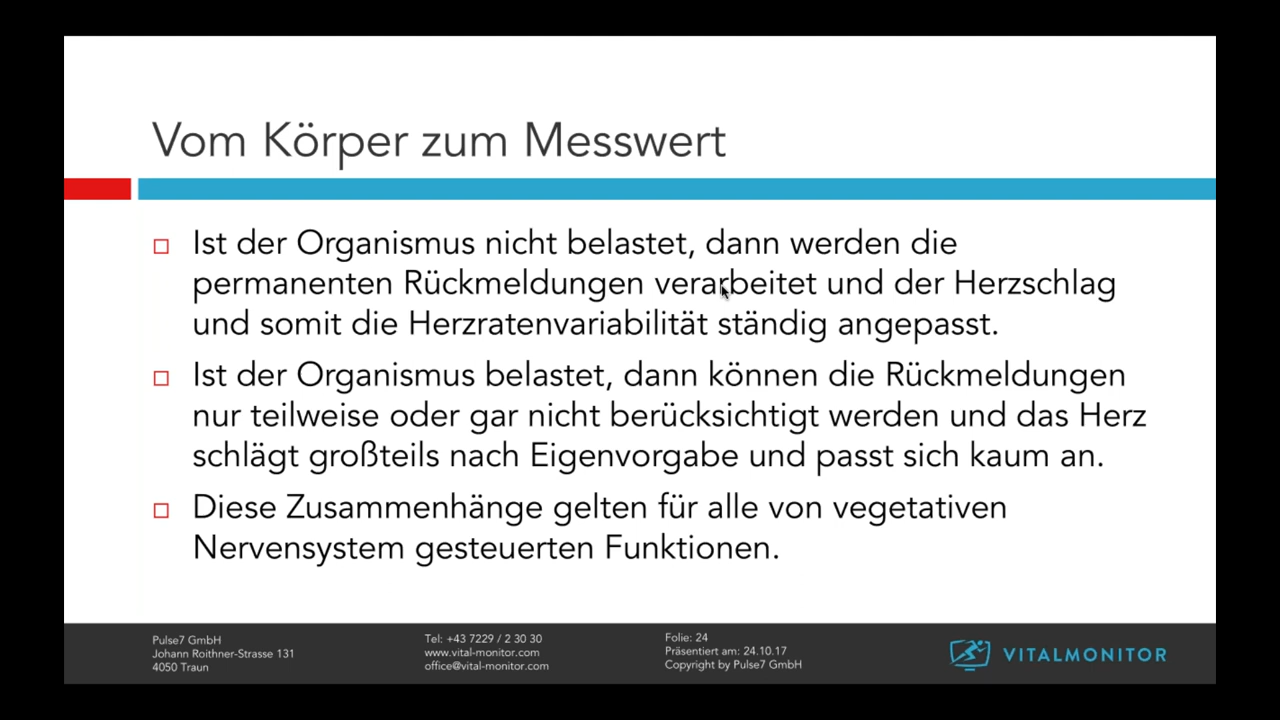 Vom Körper zum Messwert
Ist der Organismus nicht belastet, dann werden die
permanenten Rückmeldungen verarbeitet und der Herzschlag
und somit die Herzratenvariabilität ständig angepasst.
Ist der Organismus belastet, dann können die Rückmeldungen
nur teilweise oder gar nicht berücksichtigt werden und das Herz
schlägt großteils nach Eigenvorgabe und passt sich kaum an.
Diese Zusammenhänge gelten für alle von vegetativen
Nervensystem gesteuerten Funktionen.
Pulse7 GmbH
Johann Roithner-Strasse 131
4050 Traun
Tel: +43 7229 / 2 30 30
www.vital-monitor.com
office@vital-monitor.com
Folie: 24
Präsentiert am: 24.10.17
Copyright by Pulse7 GmbH
VITALMONITOR